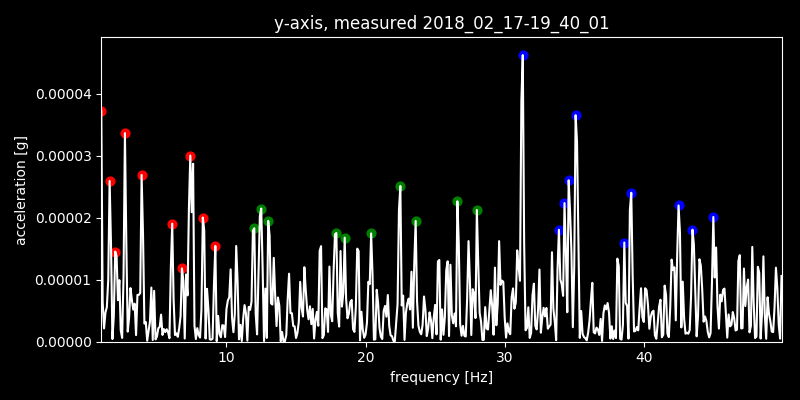 y-axis, measured 2018_02_17-19_40_01
0.00004
0.00003
0.00002
0.00001
0.00000
acceleration [g]
10 20 30 40
frequency [Hz]